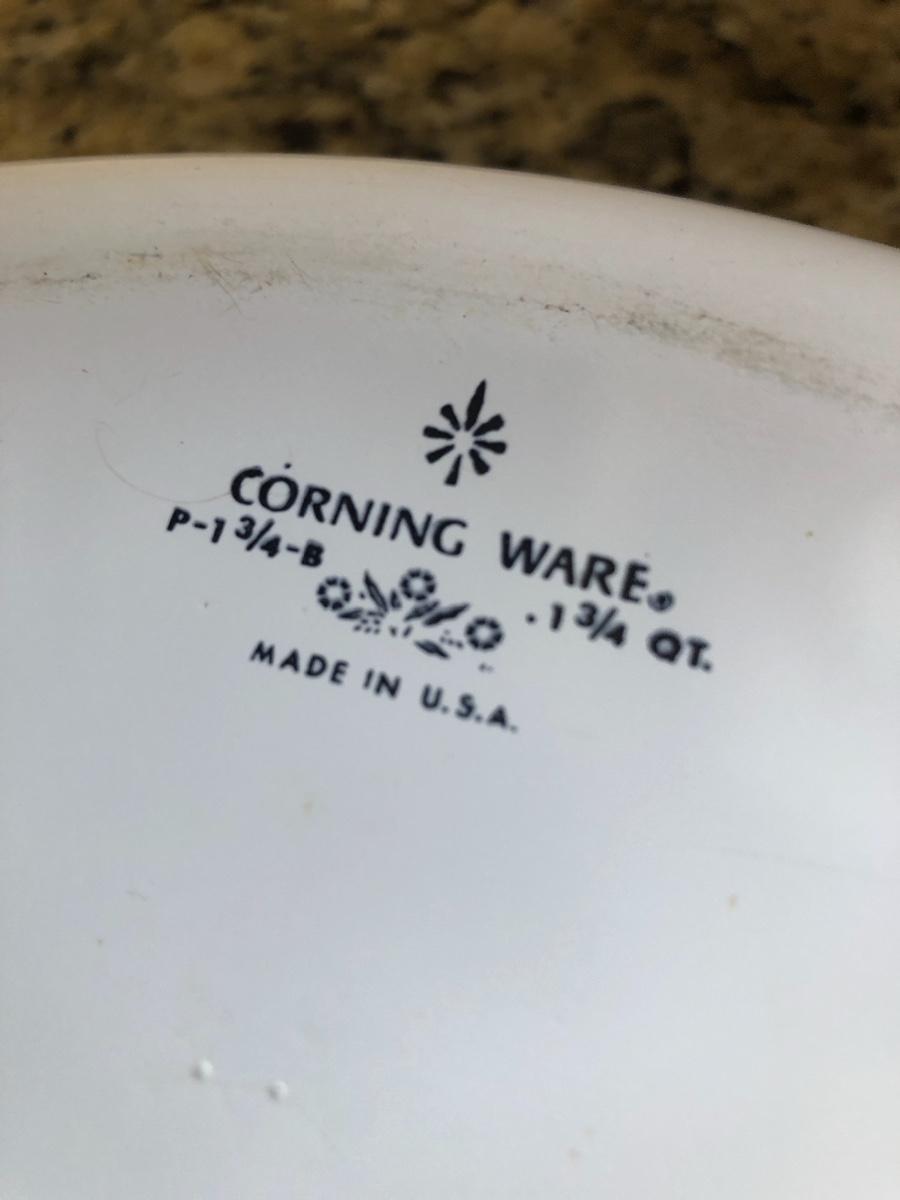 CORNING WARE®
P-1 3/4-B · 1 3/4 QT.
MADE IN U.S.A.